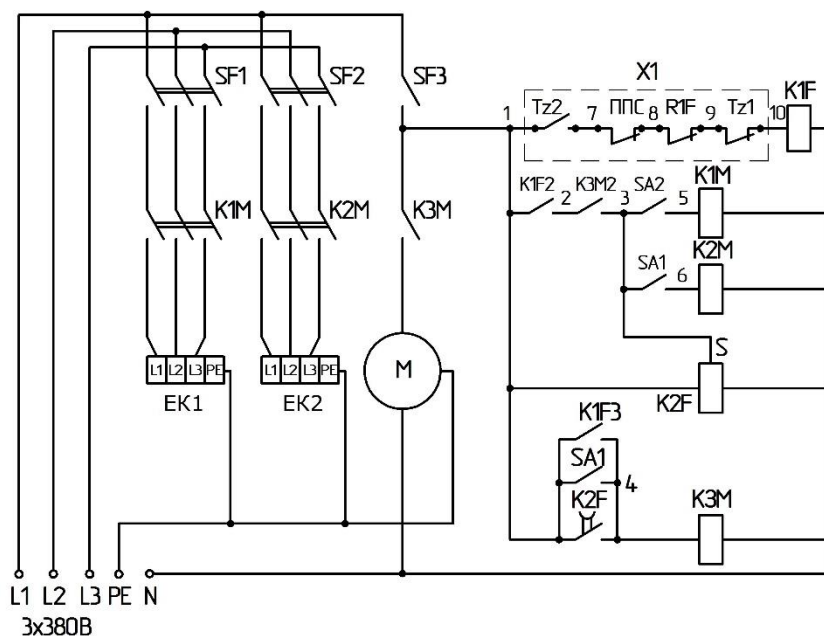 SF1
SF2
SF3
X1
K1F
1
Tz2
7
ППС
8
R1F
9
Tz1
10
K1F2
2
K3M2
3
SA2
5
K1M
K1M
K2M
K3M
SA1
6
K2M
S
L1 L2 L3 PE
L1 L2 L3 PE
M
EK1
EK2
K2F
K1F3
SA1
4
K2F
K3M
L1 L2 L3 PE N
3x380В